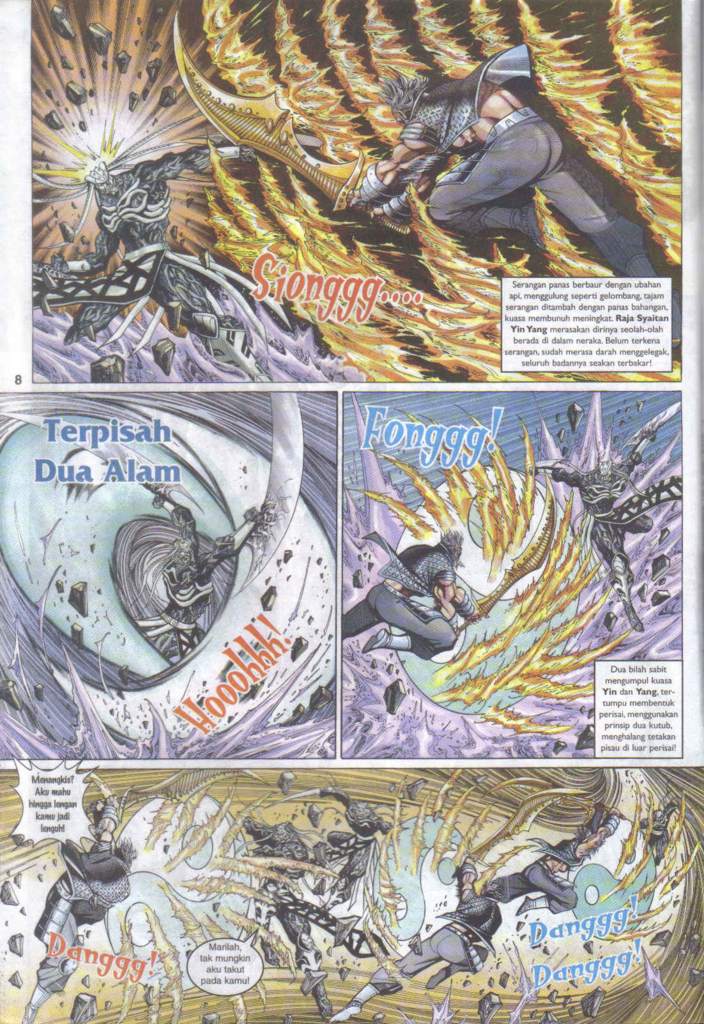 Sionggg....
Serangan panas berbaur dengan ubahan
api, menggulung seperti gelombang, tajam
serangan ditambah dengan panas bahangan,
kuasa membunuh meningkat. Raja Syaitan
Yin Yang merasakan dirinya seolah-olah
berada di dalam neraka. Belum terkena
serangan, sudah merasa darah menggelegak,
seluruh badannya seakan terbakar!
8
Terpisah
Dua Alam
Wooohhh!
Fonggg!
Dua bilah sabit
mengumpul kuasa
Yin dan Yang, ter-
tumpu membentuk
perisai, menggunakan
prinsip dua kutub,
menghalang tetakan
pisau di luar perisai!
Menangkis?
Aku mahu
hingga lengan
kamu jadi
lenguh!
Danggg!
Marilah,
tak mungkin
aku takut
pada kamu!
Danggg!
Danggg!